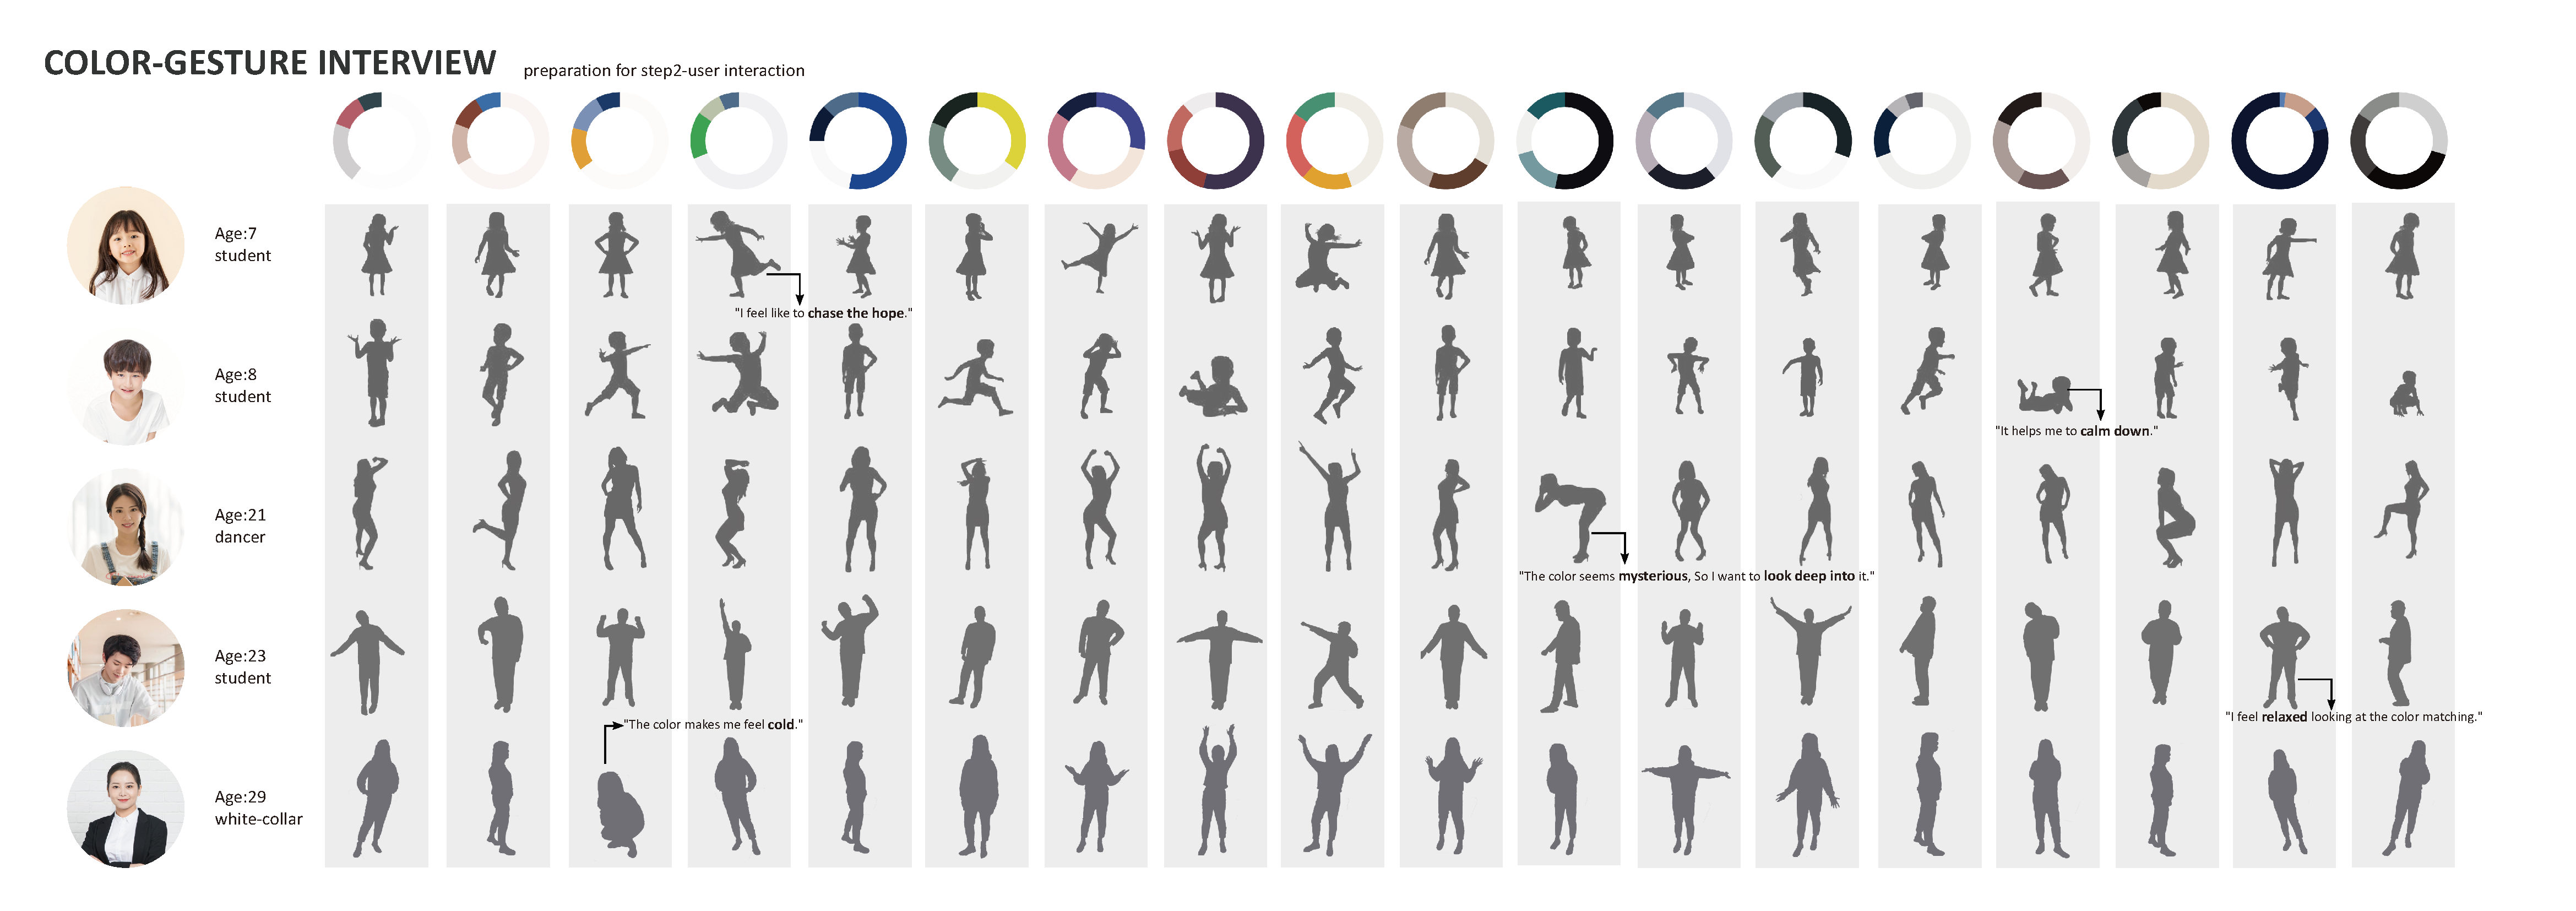 COLOR-GESTURE INTERVIEW
preparation for step2-user interaction
Age:7
student
"I feel like to chase the hope."
Age:8
student
"It helps me to calm down."
Age:21
dancer
"The color seems mysterious, So I want to look deep into it."
Age:23
student
"I feel relaxed looking at the color matching."
"The color makes me feel cold."
Age:29
white-collar